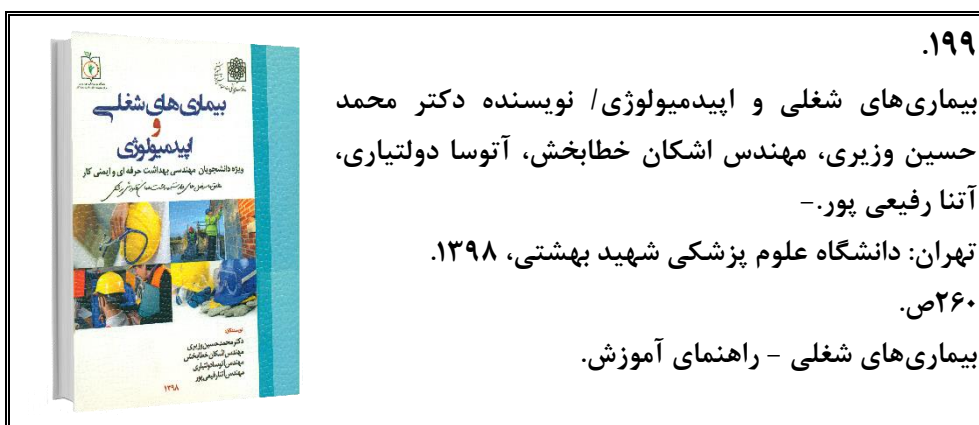 .۱۹۹
بیماری‌های شغلی و اپیدمیولوژی/ نویسنده دکتر محمد
حسین وزیری، مهندس اشکان خطابخش، آتوسا دولتیاری،
آتنا رفیعی پور.-
تهران: دانشگاه علوم پزشکی شهید بهشتی، ۱۳۹۸.
۲۶۰ص.
بیماری‌های شغلی – راهنمای آموزش.
بیماری‌های شغلی
و
اپیدمیولوژی
ویژه دانشجویان مهندسی بهداشت حرفه ای و ایمنی کار
نویسندگان:
دکتر محمدحسین وزیری
مهندس اشکان خطابخش
مهندس آتوسا دولتیاری
مهندس آتنا رفیعی پور
۱۳۹۸